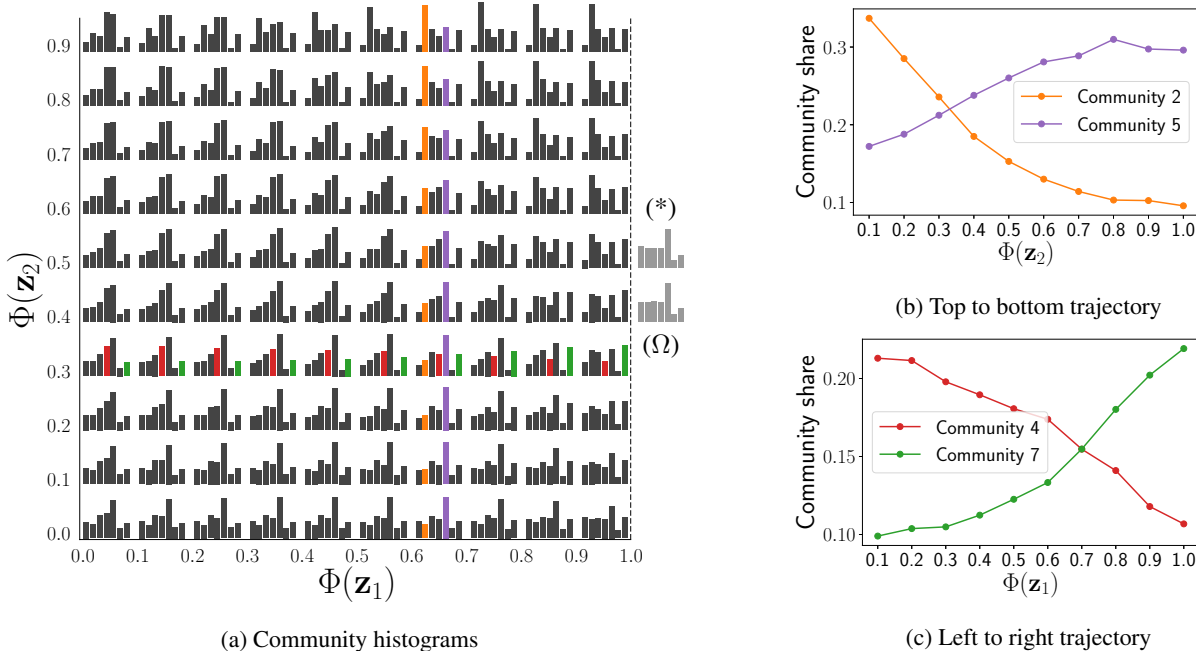 0.9
0.8
0.7
0.6
0.5
0.4
0.3
0.2
0.1
0.0
Φ(z₂)
0.0 0.1 0.2 0.3 0.4 0.5 0.6 0.7 0.8 0.9 1.0
Φ(z₁)
(*)
(Ω)
(a) Community histograms
Community share
0.3
0.2
0.1
Community 2
Community 5
0.1 0.2 0.3 0.4 0.5 0.6 0.7 0.8 0.9 1.0
Φ(z₂)
(b) Top to bottom trajectory
Community share
0.20
0.15
0.10
Community 4
Community 7
0.1 0.2 0.3 0.4 0.5 0.6 0.7 0.8 0.9 1.0
Φ(z₁)
(c) Left to right trajectory